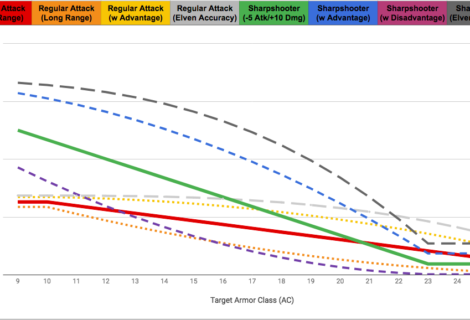 Attack Regular Attack Regular Attack Regular Attack Sharpshooter Sharpshooter Sharpshooter
Range) (Long Range) (w Advantage) (Elven Accuracy) (-5 Atk/+10 Dmg) (w Advantage) (w Disadvantage) (Elve
9 10 11 12 13 14 15 16 17 18 19 20 21 22 23 24
Target Armor Class (AC)